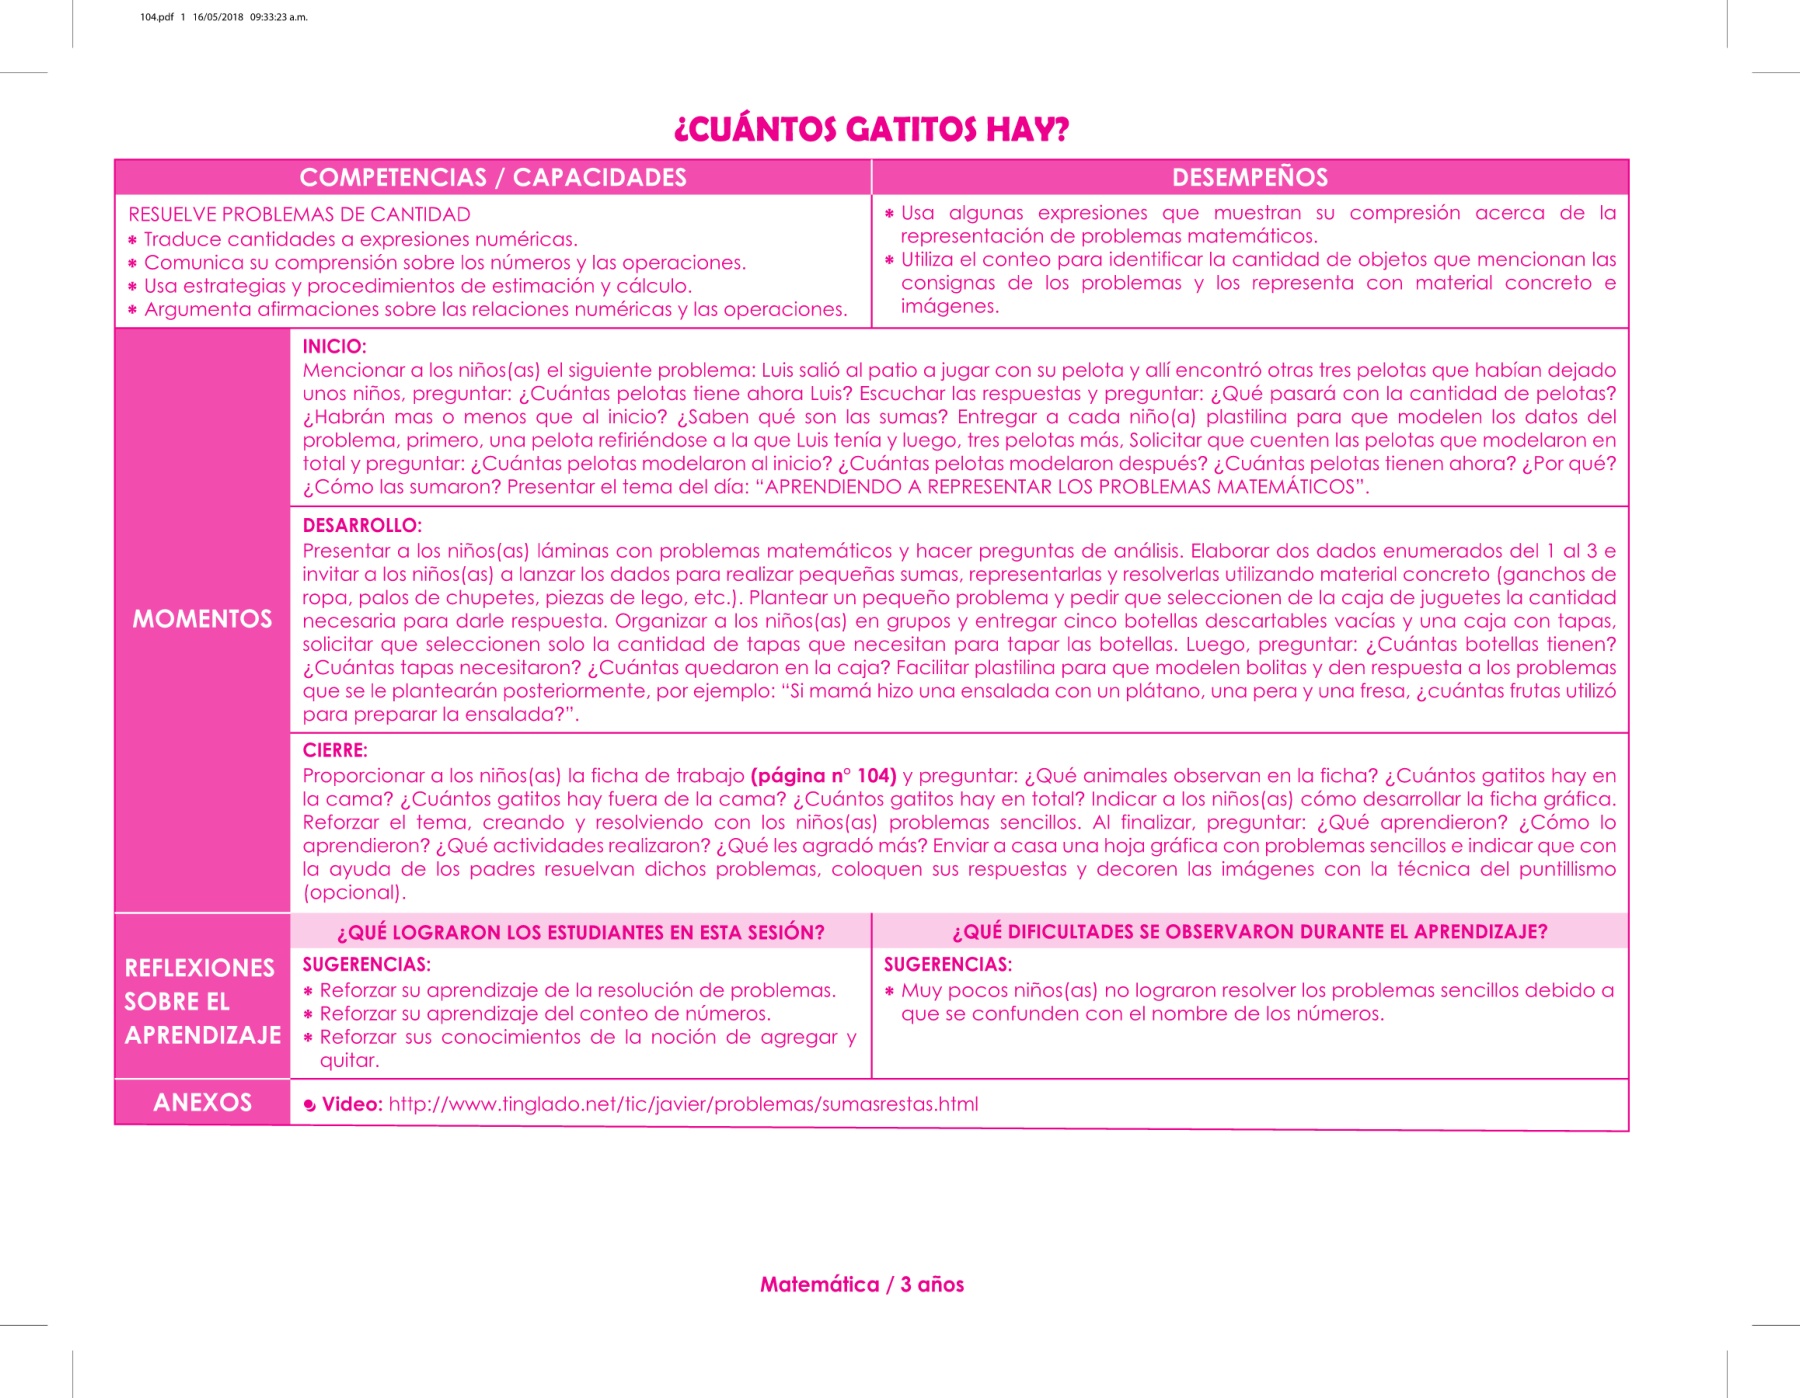 104.pdf 1 16/05/2018 09:33:23 a.m.
¿CUÁNTOS GATITOS HAY?
COMPETENCIAS / CAPACIDADES
DESEMPEÑOS
RESUELVE PROBLEMAS DE CANTIDAD
* Traduce cantidades a expresiones numéricas.
* Comunica su comprensión sobre los números y las operaciones.
* Usa estrategias y procedimientos de estimación y cálculo.
* Argumenta afirmaciones sobre las relaciones numéricas y las operaciones.
* Usa algunas expresiones que muestran su compresión acerca de la
representación de problemas matemáticos.
* Utiliza el conteo para identificar la cantidad de objetos que mencionan las
consignas de los problemas y los representa con material concreto e
imágenes.
MOMENTOS
INICIO:
Mencionar a los niños(as) el siguiente problema: Luis salió al patio a jugar con su pelota y allí encontró otras tres pelotas que habían dejado
unos niños, preguntar: ¿Cuántas pelotas tiene ahora Luis? Escuchar las respuestas y preguntar: ¿Qué pasará con la cantidad de pelotas?
¿Habrán mas o menos que al inicio? ¿Saben qué son las sumas? Entregar a cada niño(a) plastilina para que modelen los datos del
problema, primero, una pelota refiriéndose a la que Luis tenía y luego, tres pelotas más, Solicitar que cuenten las pelotas que modelaron en
total y preguntar: ¿Cuántas pelotas modelaron al inicio? ¿Cuántas pelotas modelaron después? ¿Cuántas pelotas tienen ahora? ¿Por qué?
¿Cómo las sumaron? Presentar el tema del día: “APRENDIENDO A REPRESENTAR LOS PROBLEMAS MATEMÁTICOS”.
DESARROLLO:
Presentar a los niños(as) láminas con problemas matemáticos y hacer preguntas de análisis. Elaborar dos dados enumerados del 1 al 3 e
invitar a los niños(as) a lanzar los dados para realizar pequeñas sumas, representarlas y resolverlas utilizando material concreto (ganchos de
ropa, palos de chupetes, piezas de lego, etc.). Plantear un pequeño problema y pedir que seleccionen de la caja de juguetes la cantidad
necesaria para darle respuesta. Organizar a los niños(as) en grupos y entregar cinco botellas descartables vacías y una caja con tapas,
solicitar que seleccionen solo la cantidad de tapas que necesitan para tapar las botellas. Luego, preguntar: ¿Cuántas botellas tienen?
¿Cuántas tapas necesitaron? ¿Cuántas quedaron en la caja? Facilitar plastilina para que modelen bolitas y den respuesta a los problemas
que se le plantearán posteriormente, por ejemplo: “Si mamá hizo una ensalada con un plátano, una pera y una fresa, ¿cuántas frutas utilizó
para preparar la ensalada?”.
CIERRE:
Proporcionar a los niños(as) la ficha de trabajo (página n° 104) y preguntar: ¿Qué animales observan en la ficha? ¿Cuántos gatitos hay en
la cama? ¿Cuántos gatitos hay fuera de la cama? ¿Cuántos gatitos hay en total? Indicar a los niños(as) cómo desarrollar la ficha gráfica.
Reforzar el tema, creando y resolviendo con los niños(as) problemas sencillos. Al finalizar, preguntar: ¿Qué aprendieron? ¿Cómo lo
aprendieron? ¿Qué actividades realizaron? ¿Qué les agradó más? Enviar a casa una hoja gráfica con problemas sencillos e indicar que con
la ayuda de los padres resuelvan dichos problemas, coloquen sus respuestas y decoren las imágenes con la técnica del puntillismo
(opcional).
REFLEXIONES
SOBRE EL
APRENDIZAJE
¿QUÉ LOGRARON LOS ESTUDIANTES EN ESTA SESIÓN?
SUGERENCIAS:
* Reforzar su aprendizaje de la resolución de problemas.
* Reforzar su aprendizaje del conteo de números.
* Reforzar sus conocimientos de la noción de agregar y
quitar.
¿QUÉ DIFICULTADES SE OBSERVARON DURANTE EL APRENDIZAJE?
SUGERENCIAS:
* Muy pocos niños(as) no lograron resolver los problemas sencillos debido a
que se confunden con el nombre de los números.
ANEXOS
Video: http://www.tinglado.net/tic/javier/problemas/sumasrestas.html
Matemática / 3 años